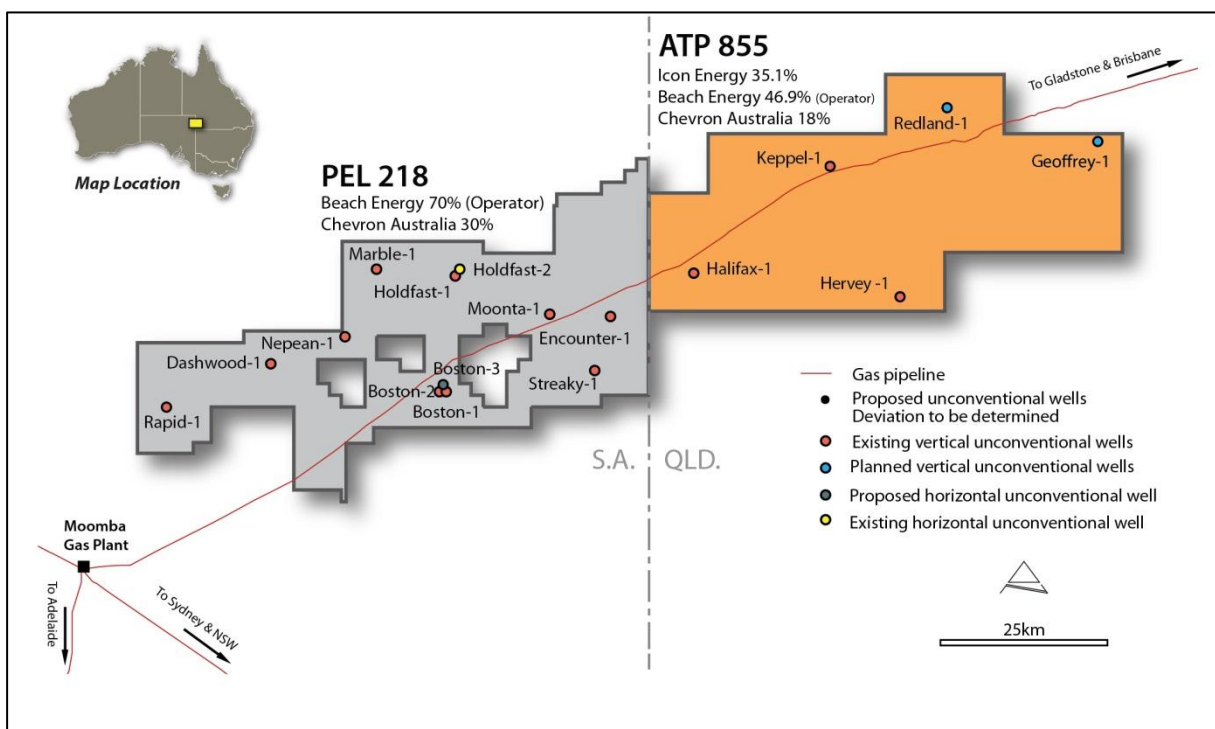 ATP 855
Icon Energy 35.1%
Beach Energy 46.9% (Operator)
Chevron Australia 18%
To Gladstone & Brisbane
Redland-1
Keppel-1
Geoffrey-1
Map Location
PEL 218
Beach Energy 70% (Operator)
Chevron Australia 30%
Marble-1
Holdfast-2
Holdfast-1
Halifax-1
Hervey -1
Moonta-1
Encounter-1
Nepean-1
Dashwood-1
Boston-3
Streaky-1
Boston-2
Boston-1
Rapid-1
S.A.
QLD.
Gas pipeline
Proposed unconventional wells
Deviation to be determined
Existing vertical unconventional wells
Planned vertical unconventional wells
Proposed horizontal unconventional well
Existing horizontal unconventional well
Moomba
Gas Plant
To Adelaide
To Sydney & NSW
25km